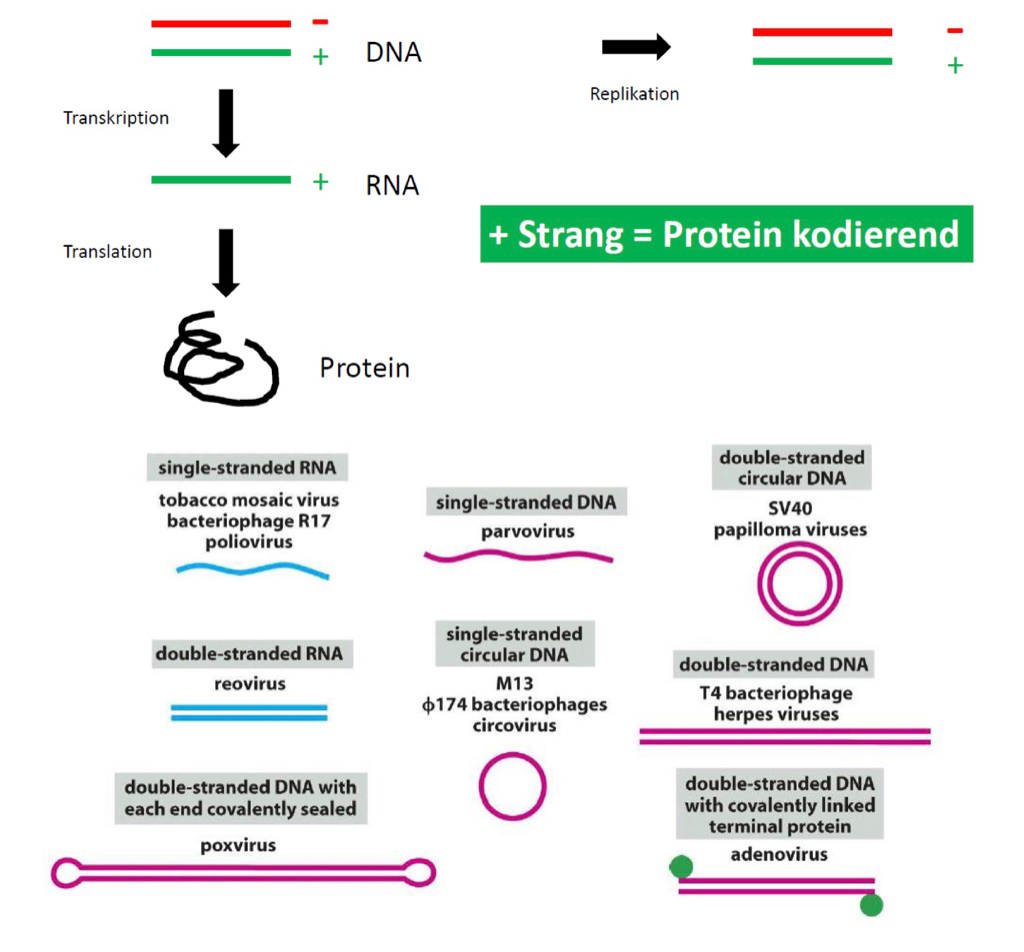 -
+
DNA
Replikation
-
+
Transkription
+
RNA
Translation
+ Strang = Protein kodierend
Protein
single-stranded RNA
tobacco mosaic virus
bacteriophage R17
poliovirus
single-stranded DNA
parvovirus
double-stranded
circular DNA
SV40
papilloma viruses
double-stranded RNA
reovirus
single-stranded
circular DNA
M13
ϕ174 bacteriophages
circovirus
double-stranded DNA
T4 bacteriophage
herpes viruses
double-stranded DNA with
each end covalently sealed
poxvirus
double-stranded DNA
with covalently linked
terminal protein
adenovirus